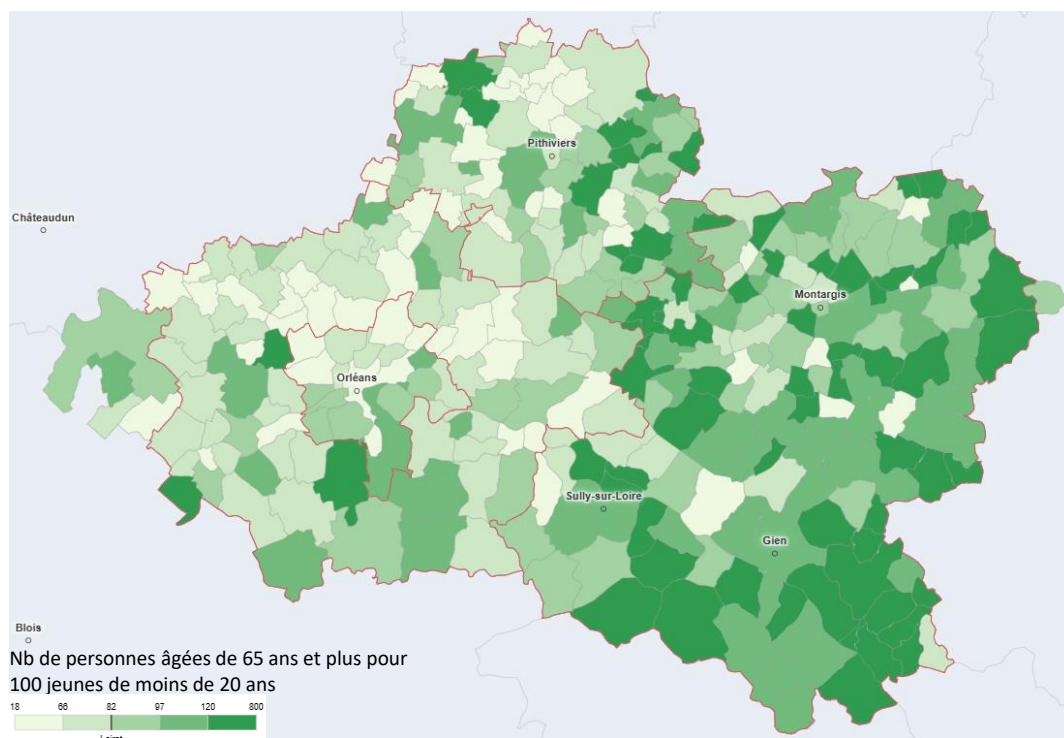 Pithiviers
Châteaudun
Montargis
Orléans
Sully-sur-Loire
Gien
Blois
Nb de personnes âgées de 65 ans et plus pour
100 jeunes de moins de 20 ans
18 66 82 97 120 800